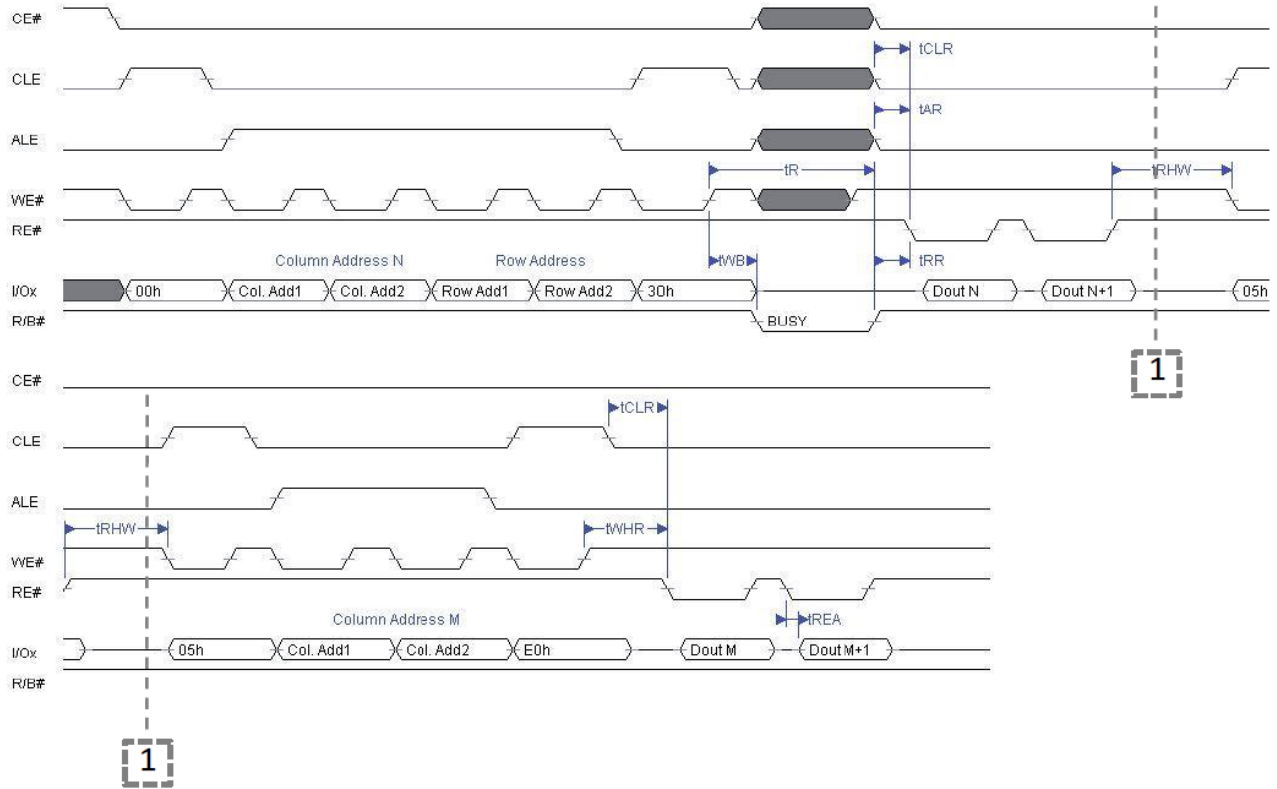 CE#
tCLR
CLE
tAR
ALE
tR
tRHW
WE#
RE#
Column Address N Row Address tWB tRR
I/Ox 00h Col. Add1 Col. Add2 Row Add1 Row Add2 30h Dout N Dout N+1 05h
R/B# BUSY
1
CE#
tCLR
CLE
ALE
tRHW tWHR
WE#
RE#
Column Address M tREA
I/Ox 05h Col. Add1 Col. Add2 E0h Dout M Dout M+1
R/B#
1